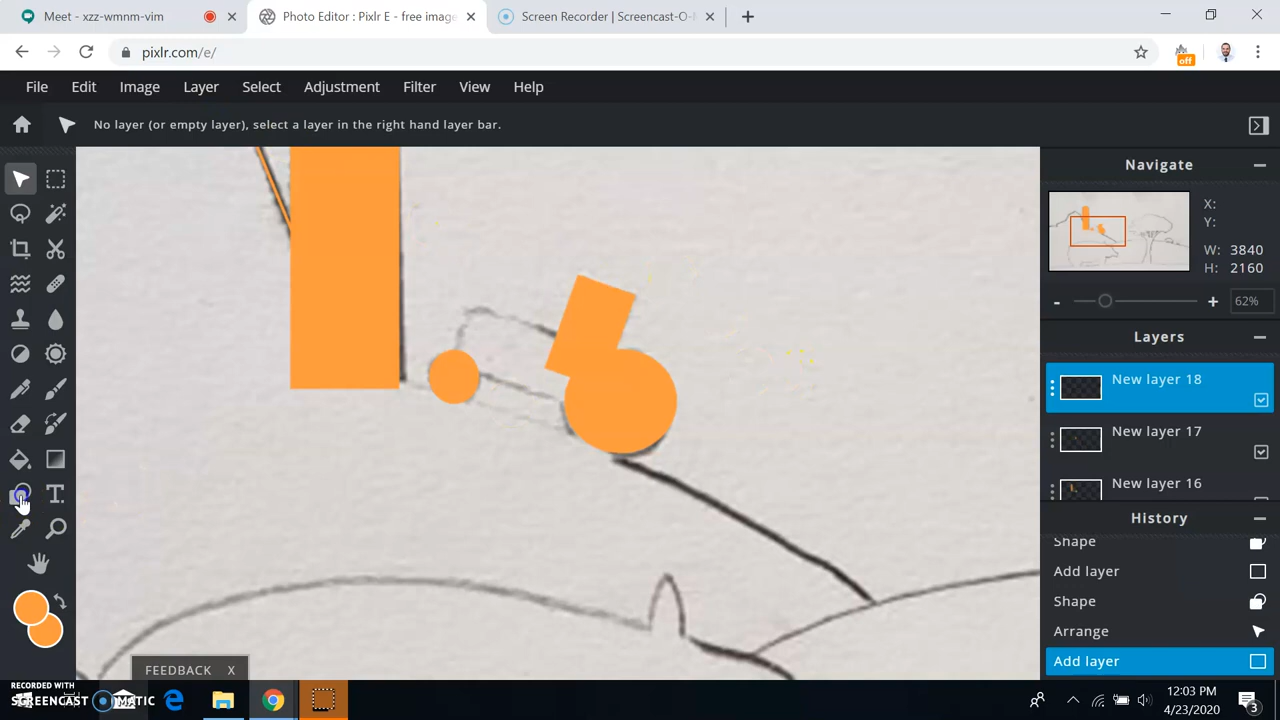 Meet - xzz-wmnm-vim
Photo Editor : Pixlr E - free image
Screen Recorder | Screencast-O-
pixlr.com/e/
off
File Edit Image Layer Select Adjustment Filter View Help
No layer (or empty layer), select a layer in the right hand layer bar.
Navigate
X:
Y:
W: 3840
H: 2160
62%
Layers
New layer 18
New layer 17
New layer 16
History
Shape
Add layer
Shape
Arrange
Add layer
T
FEEDBACK X
RECORDED WITH
SCREENCAST MATIC
12:03 PM
4/23/2020
3